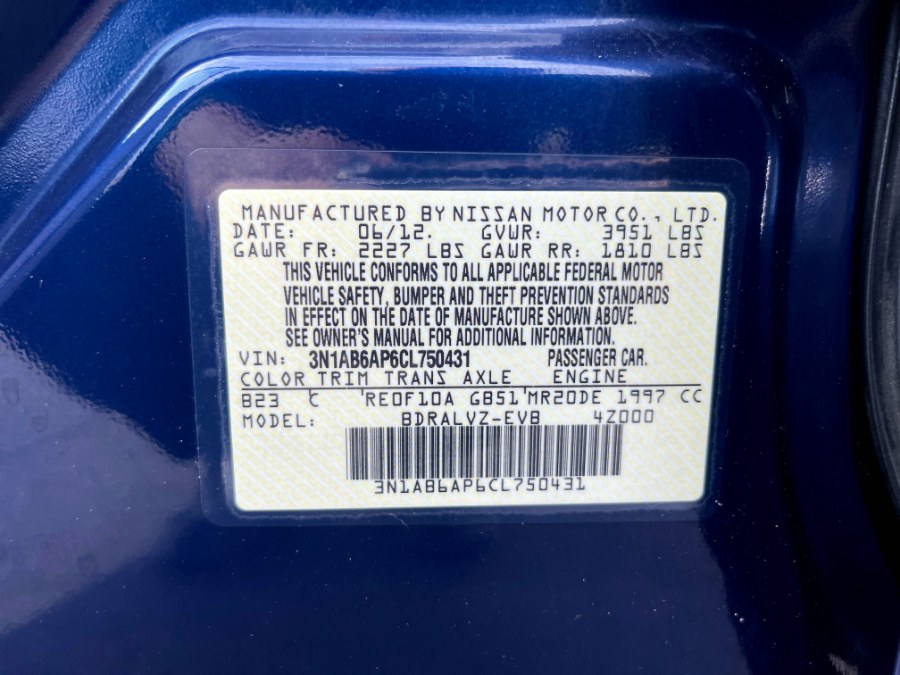 MANUFACTURED BY NISSAN MOTOR CO., LTD.
DATE: 06/12. GVWR: 3951 LBS
GAWR FR: 2227 LBS GAWR RR: 1810 LBS
THIS VEHICLE CONFORMS TO ALL APPLICABLE FEDERAL MOTOR
VEHICLE SAFETY, BUMPER AND THEFT PREVENTION STANDARDS
IN EFFECT ON THE DATE OF MANUFACTURE SHOWN ABOVE.
SEE OWNER'S MANUAL FOR ADDITIONAL INFORMATION.
VIN: 3N1AB6AP6CL750431 PASSENGER CAR.
COLOR TRIM TRANS AXLE ENGINE
B23 C RE0F10A GB51 MR20DE 1997 CC
MODEL: BDRALVZ-EVB 4Z000
3N1AB6AP6CL750431